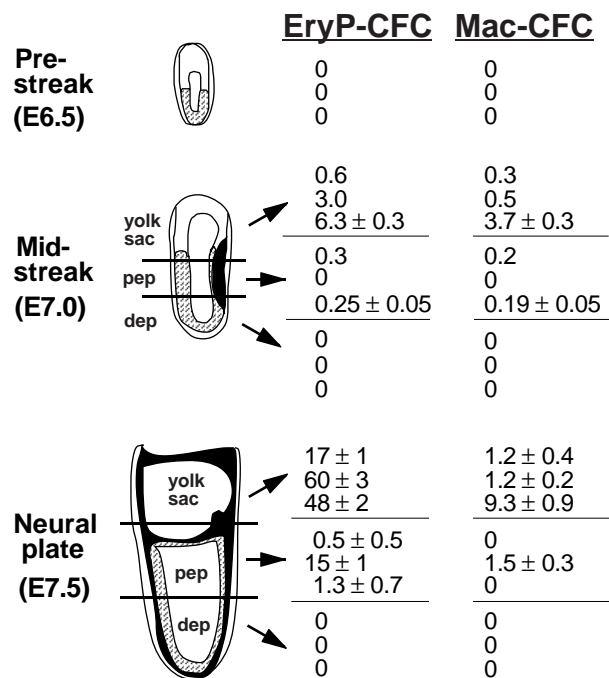 EryP-CFC Mac-CFC
Pre-
streak
(E6.5)
0 0
0 0
0 0
Mid-
streak
(E7.0)
yolk
sac
pep
dep
0.6 0.3
3.0 0.5
6.3 ± 0.3 3.7 ± 0.3
0.3 0.2
0 0
0.25 ± 0.05 0.19 ± 0.05
0 0
0 0
0 0
Neural
plate
(E7.5)
yolk
sac
pep
dep
17 ± 1 1.2 ± 0.4
60 ± 3 1.2 ± 0.2
48 ± 2 9.3 ± 0.9
0.5 ± 0.5 0
15 ± 1 1.5 ± 0.3
1.3 ± 0.7 0
0 0
0 0
0 0